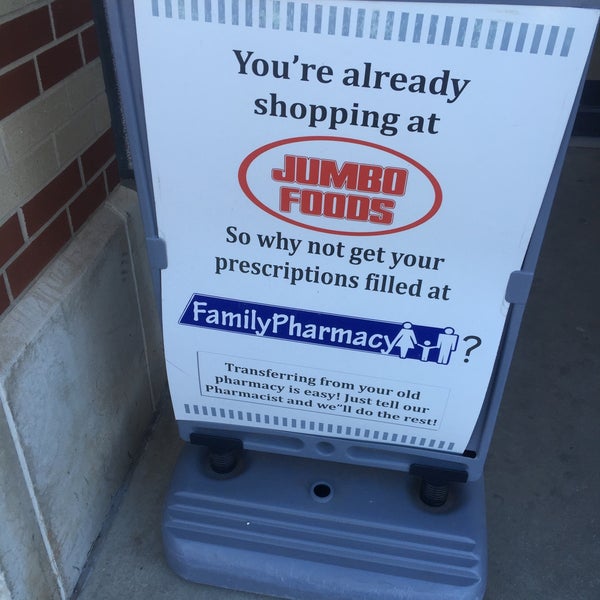 You're already
shopping at
JUMBO
FOODS
So why not get your
prescriptions filled at
FamilyPharmacy ?
Transferring from your old
pharmacy is easy! Just tell our
Pharmacist and we"ll do the rest!